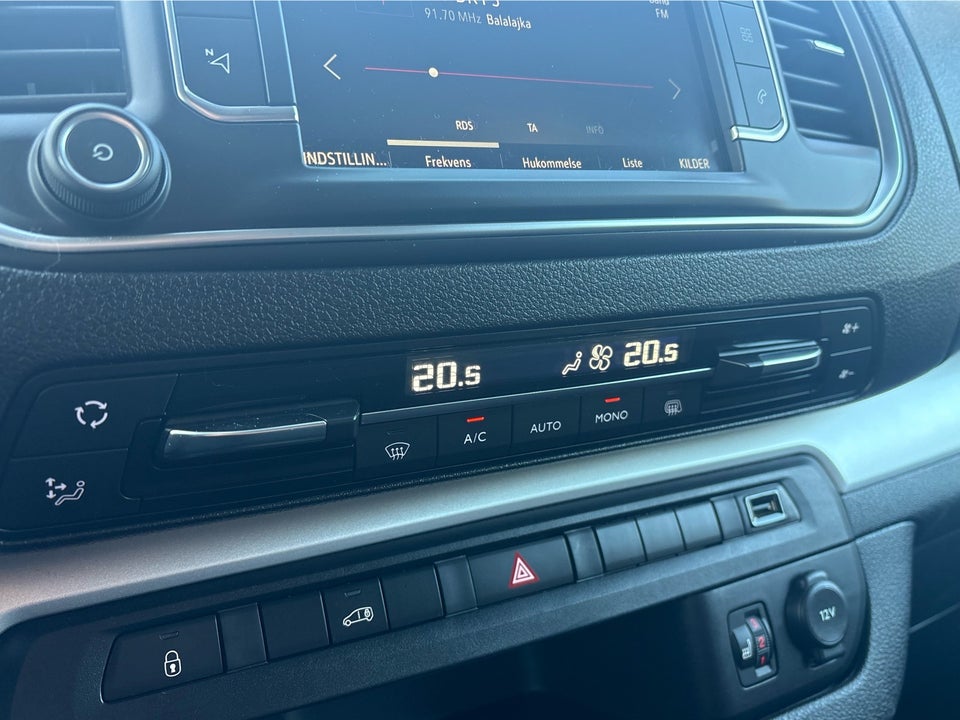 91.70 MHz Balalajka
FM
N
RDS TA INFO
INDSTILLIN... Frekvens Hukommelse Liste KILDER
20.5 20.5
A/C AUTO MONO
12V
2